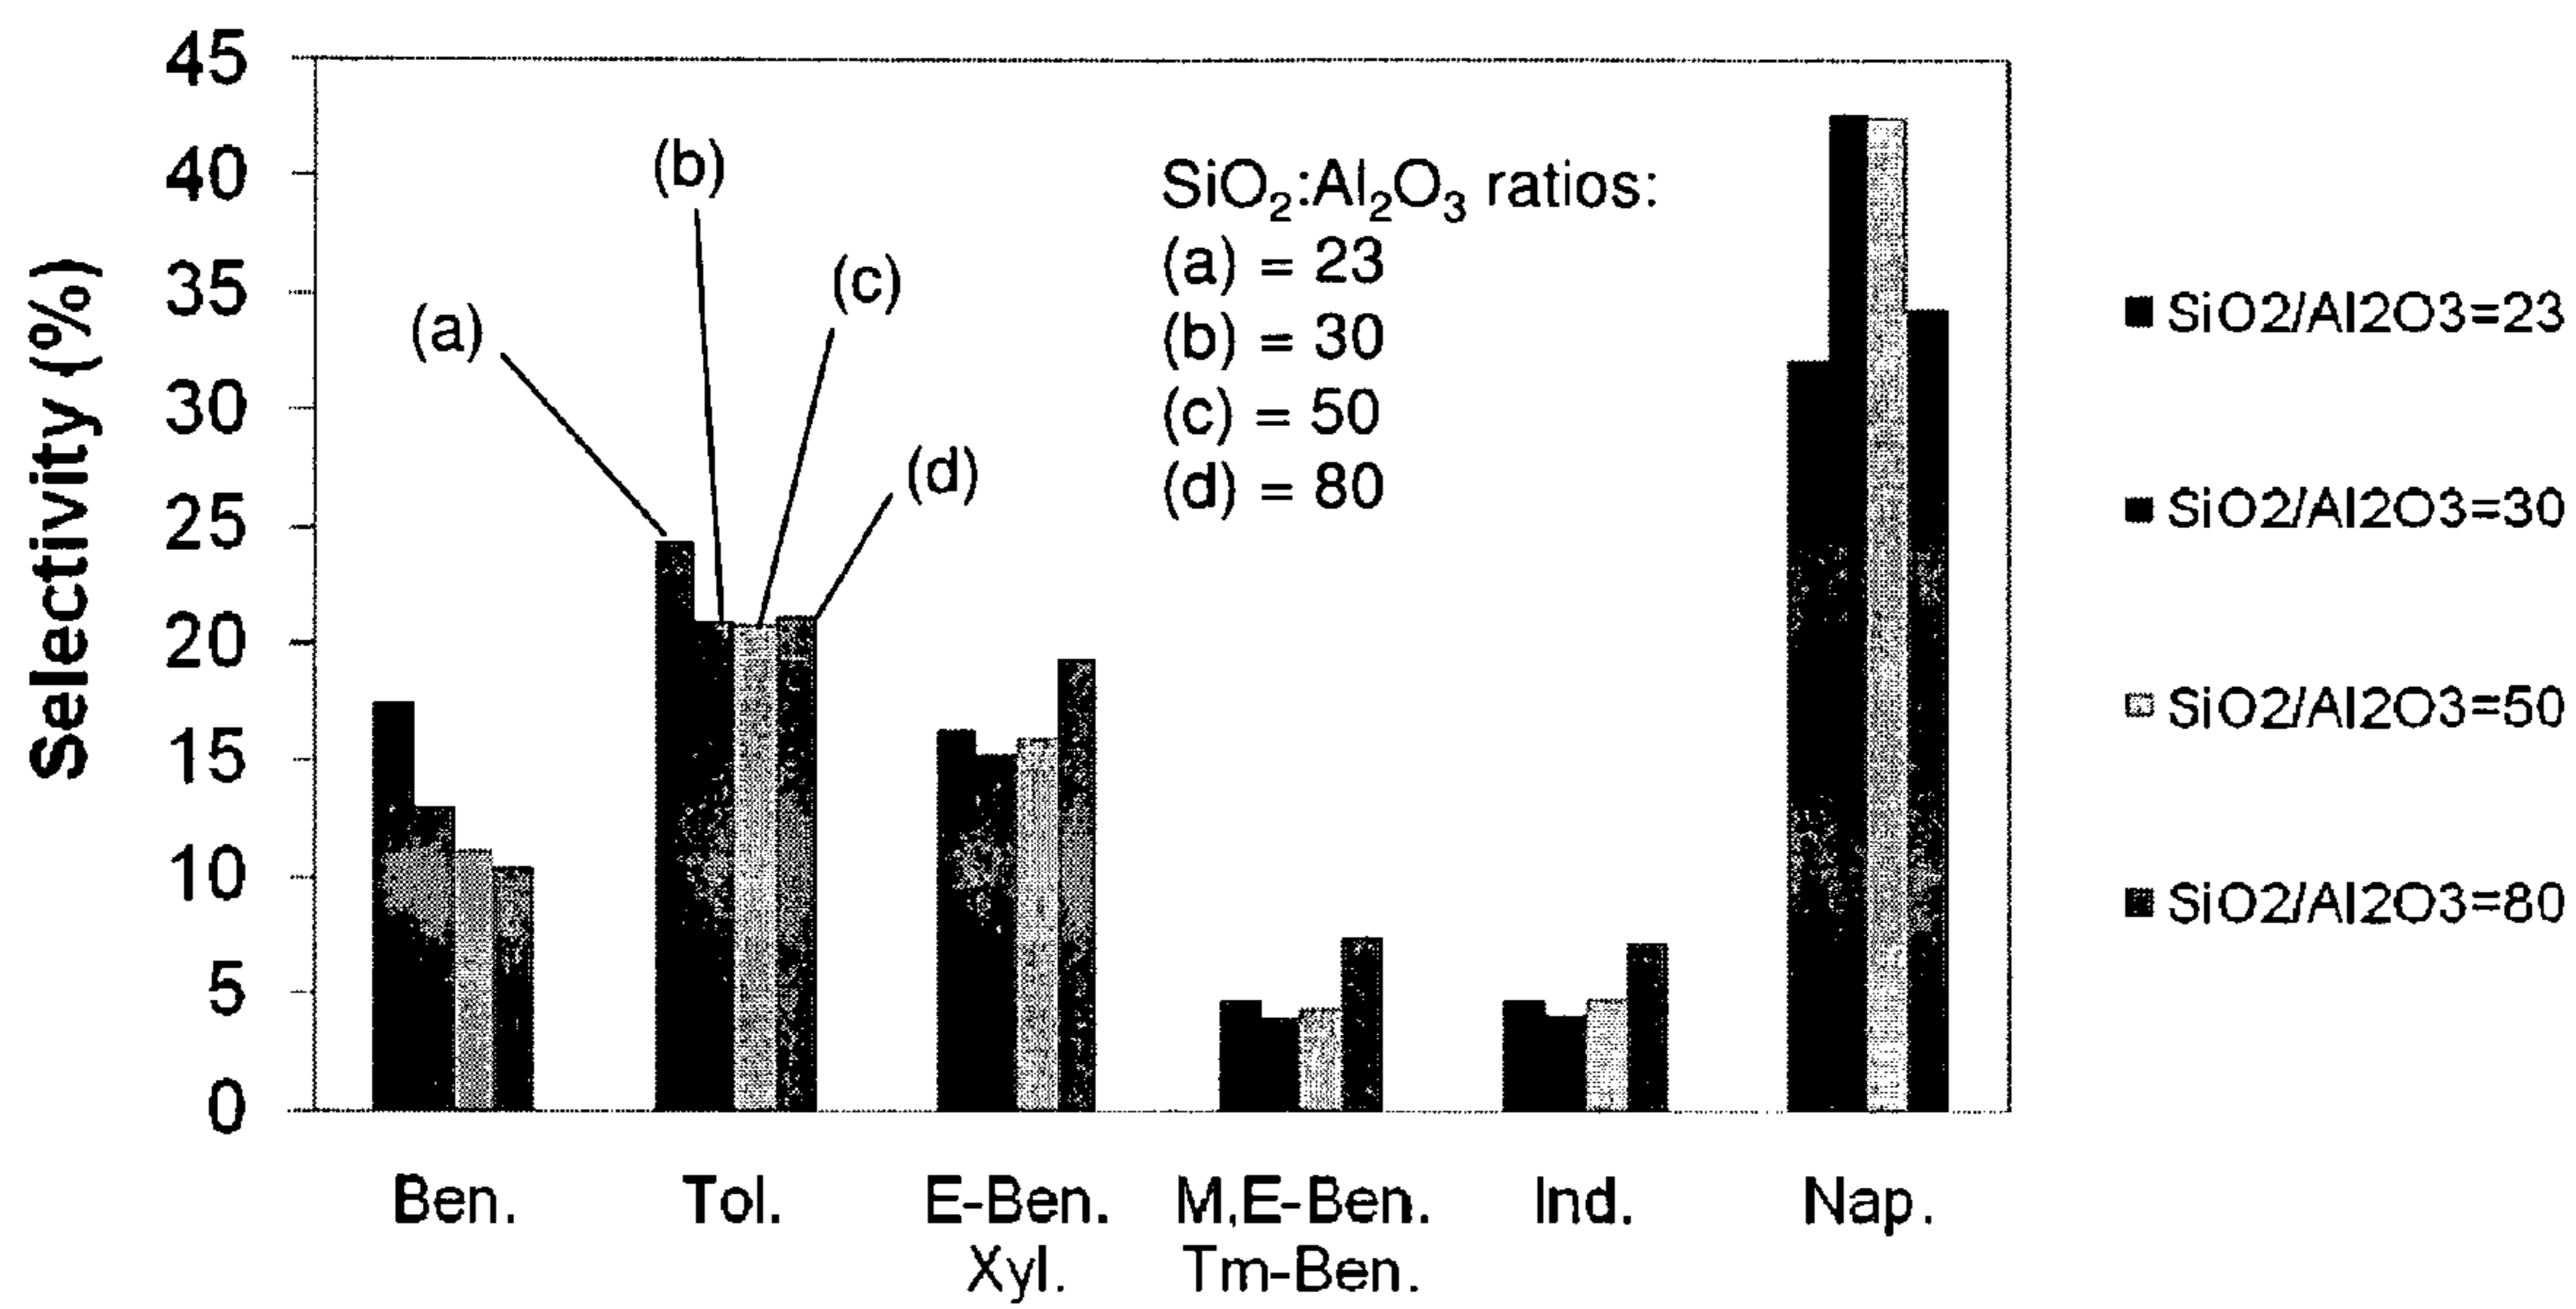 Selectivity (%)
45
40
35
30
25
20
15
10
5
0
(a)
(b)
(c)
(d)
SiO₂:Al₂O₃ ratios:
(a) = 23
(b) = 30
(c) = 50
(d) = 80
SiO2/Al2O3=23
SiO2/Al2O3=30
SiO2/Al2O3=50
SiO2/Al2O3=80
Ben.
Tol.
E-Ben.
Xyl.
M,E-Ben.
Tm-Ben.
Ind.
Nap.